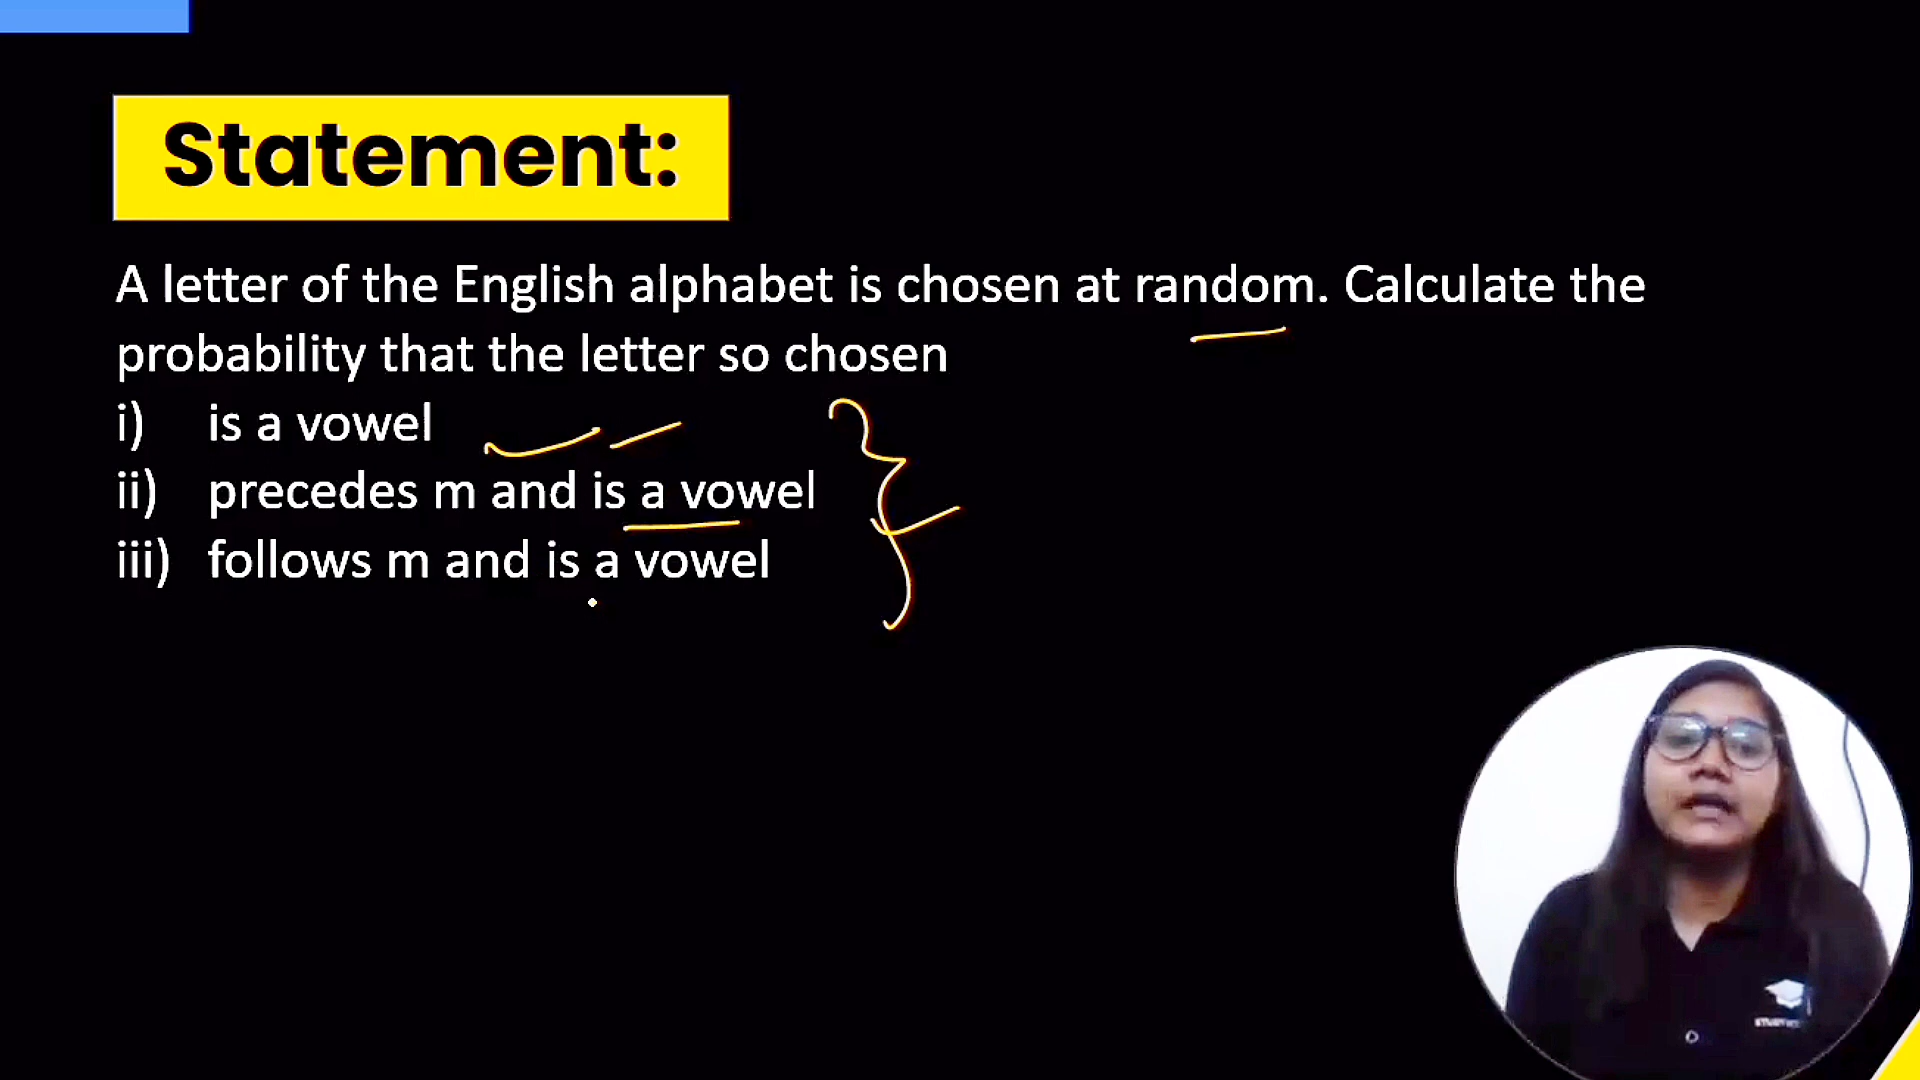 Statement:
A letter of the English alphabet is chosen at random. Calculate the
probability that the letter so chosen
i) is a vowel
ii) precedes m and is a vowel
iii) follows m and is a vowel